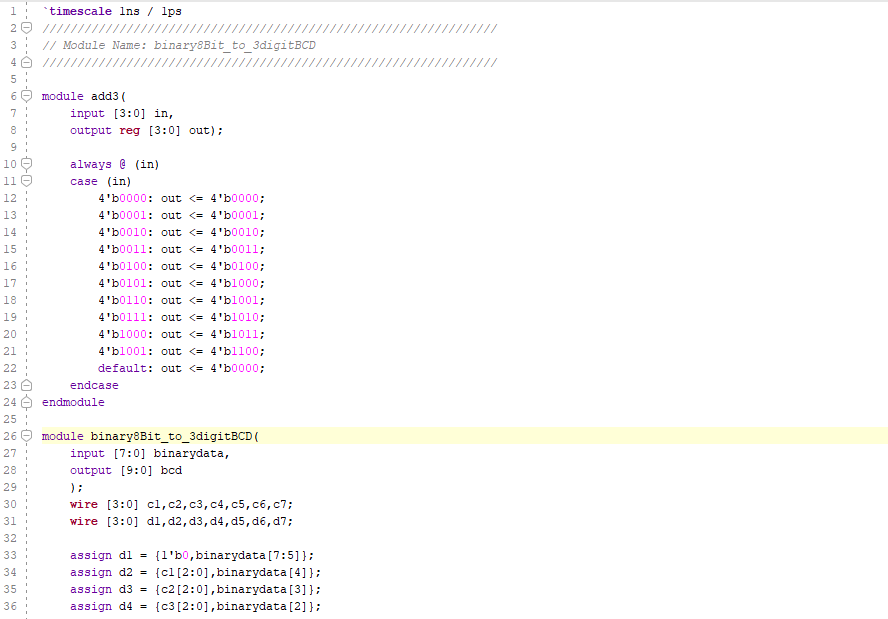 1 `timescale 1ns / 1ps
2 /////////////////////////////////////////////////////////////////
3 // Module Name: binary8Bit_to_3digitBCD
4 /////////////////////////////////////////////////////////////////
5
6 module add3(
7     input [3:0] in,
8     output reg [3:0] out);
9
10     always @ (in)
11     case (in)
12         4'b0000: out <= 4'b0000;
13         4'b0001: out <= 4'b0001;
14         4'b0010: out <= 4'b0010;
15         4'b0011: out <= 4'b0011;
16         4'b0100: out <= 4'b0100;
17         4'b0101: out <= 4'b1000;
18         4'b0110: out <= 4'b1001;
19         4'b0111: out <= 4'b1010;
20         4'b1000: out <= 4'b1011;
21         4'b1001: out <= 4'b1100;
22         default: out <= 4'b0000;
23     endcase
24 endmodule
25
26 module binary8Bit_to_3digitBCD(
27     input [7:0] binarydata,
28     output [9:0] bcd
29     );
30     wire [3:0] c1,c2,c3,c4,c5,c6,c7;
31     wire [3:0] d1,d2,d3,d4,d5,d6,d7;
32
33     assign d1 = {1'b0,binarydata[7:5]};
34     assign d2 = {c1[2:0],binarydata[4]};
35     assign d3 = {c2[2:0],binarydata[3]};
36     assign d4 = {c3[2:0],binarydata[2]};